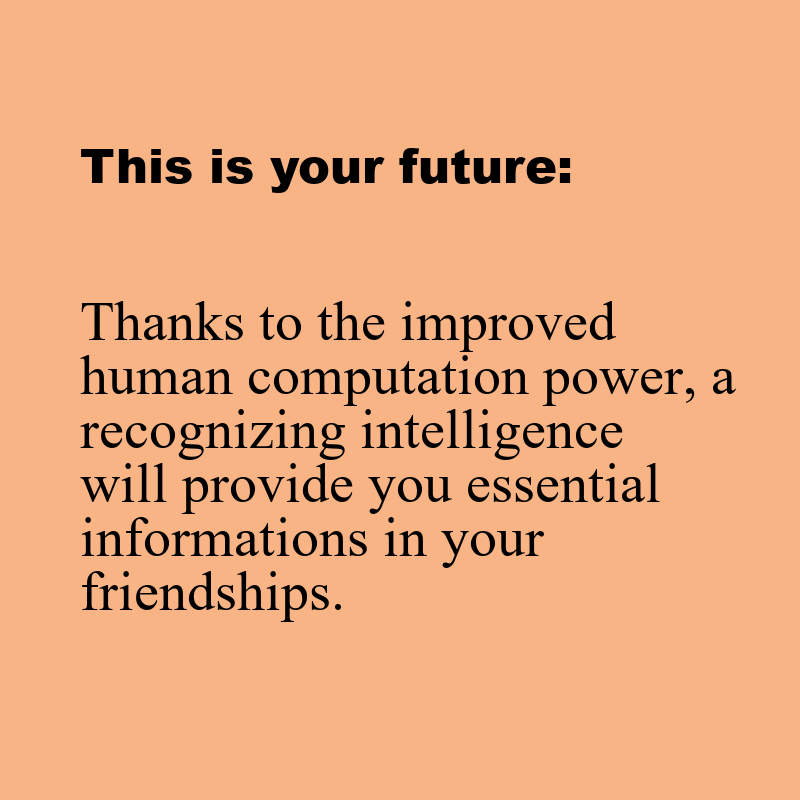 This is your future:
Thanks to the improved
human computation power, a
recognizing intelligence
will provide you essential
informations in your
friendships.